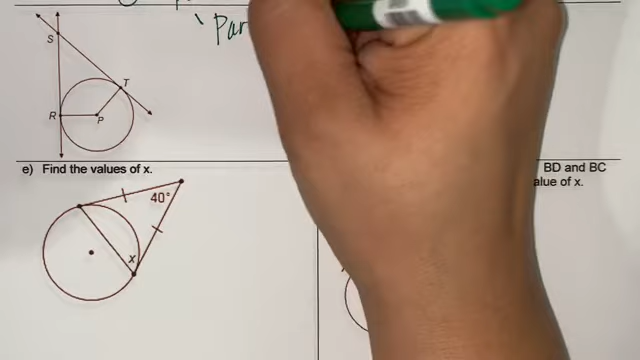 Par
S
T
R
P
e) Find the values of x.
BD and BC
alue of x.
40°
x